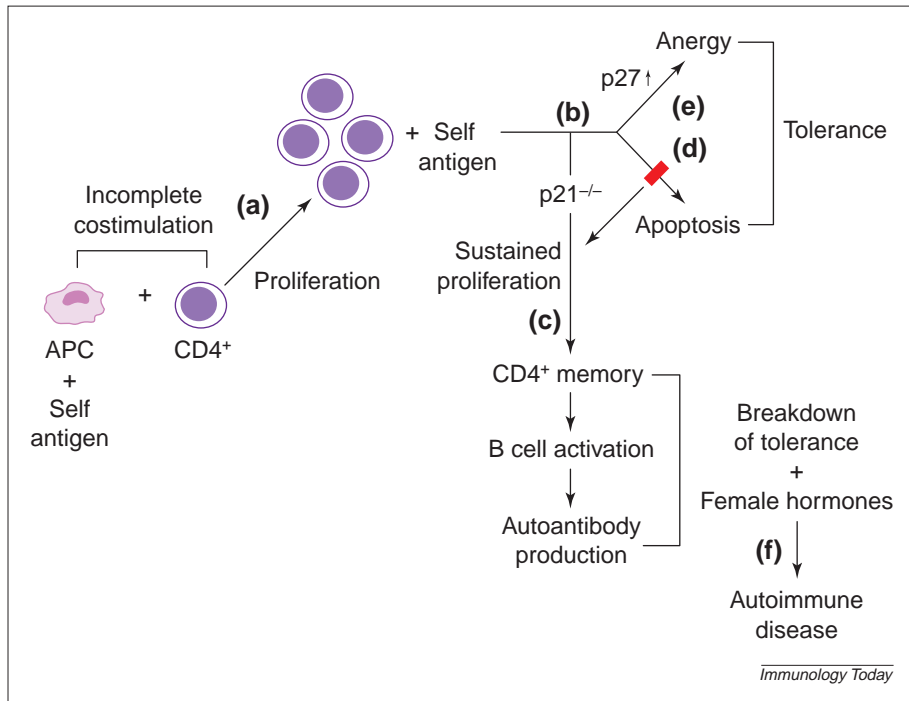 Incomplete
costimulation
APC
+
Self
antigen
+
CD4⁺
(a)
Proliferation
+ Self
antigen
(b)
p27↑
Anergy
(e)
(d)
Apoptosis
Tolerance
p21⁻/⁻
Sustained
proliferation
(c)
CD4⁺ memory
B cell activation
Autoantibody
production
Breakdown
of tolerance
+
Female hormones
(f)
Autoimmune
disease
Immunology Today